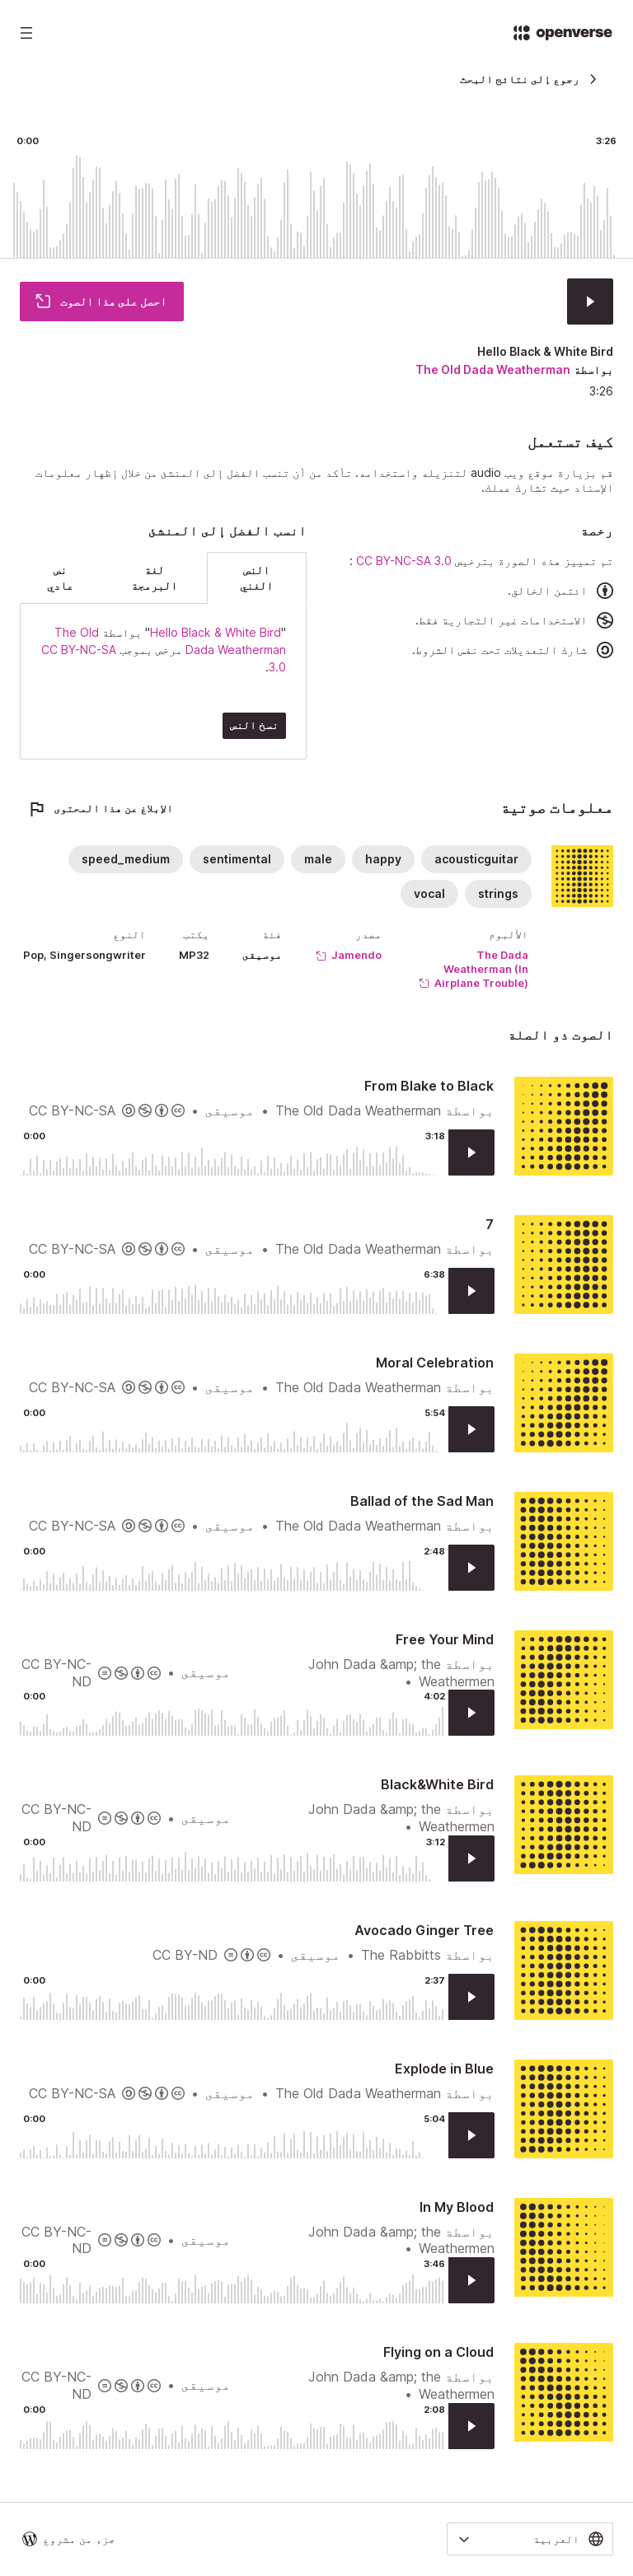 openverse
رجوع إلى نتائج البحث
0:00
3:26
احصل على هذا الصوت
Hello Black & White Bird
بواسطة The Old Dada Weatherman
3:26
كيف تستعمل
قم بزيارة موقع ويب audio لتنزيله واستخدامه. تأكد من أن تنسب الفضل إلى المنشئ من خلال إظهار معلومات
الإسناد حيث تشارك عملك.
رخصة
تم تمييز هذه الصورة بترخيص CC BY-NC-SA 3.0 :
ائتمن الخالق.
الاستخدامات غير التجارية فقط.
شارك التعديلات تحت نفس الشروط.
انسب الفضل إلى المنشئ
النص
الغني
لغة
البرمجة
نص
عادي
"Hello Black & White Bird" بواسطة The Old
Dada Weatherman مرخص بموجب CC BY-NC-SA
3.0.
نسخ النص
معلومات صوتية
الإبلاغ عن هذا المحتوى
acousticguitar
happy
male
sentimental
speed_medium
strings
vocal
الألبوم
The Dada
Weatherman (In
Airplane Trouble)
مصدر
Jamendo
فئة
موسيقى
يكتب
MP32
النوع
Pop, Singersongwriter
الصوت ذو الصلة
From Blake to Black
بواسطة The Old Dada Weatherman • موسيقى • CC BY-NC-SA
0:00
3:18
7
بواسطة The Old Dada Weatherman • موسيقى • CC BY-NC-SA
0:00
6:38
Moral Celebration
بواسطة The Old Dada Weatherman • موسيقى • CC BY-NC-SA
0:00
5:54
Ballad of the Sad Man
بواسطة The Old Dada Weatherman • موسيقى • CC BY-NC-SA
0:00
2:48
Free Your Mind
بواسطة John Dada &amp; the
Weathermen •
موسيقى •
CC BY-NC-
ND
0:00
4:02
Black&White Bird
بواسطة John Dada &amp; the
Weathermen •
موسيقى •
CC BY-NC-
ND
0:00
3:12
Avocado Ginger Tree
بواسطة The Rabbitts • موسيقى • CC BY-ND
0:00
2:37
Explode in Blue
بواسطة The Old Dada Weatherman • موسيقى • CC BY-NC-SA
0:00
5:04
In My Blood
بواسطة John Dada &amp; the
Weathermen •
موسيقى •
CC BY-NC-
ND
0:00
3:46
Flying on a Cloud
بواسطة John Dada &amp; the
Weathermen •
موسيقى •
CC BY-NC-
ND
0:00
2:08
العربية
جزء من مشروع